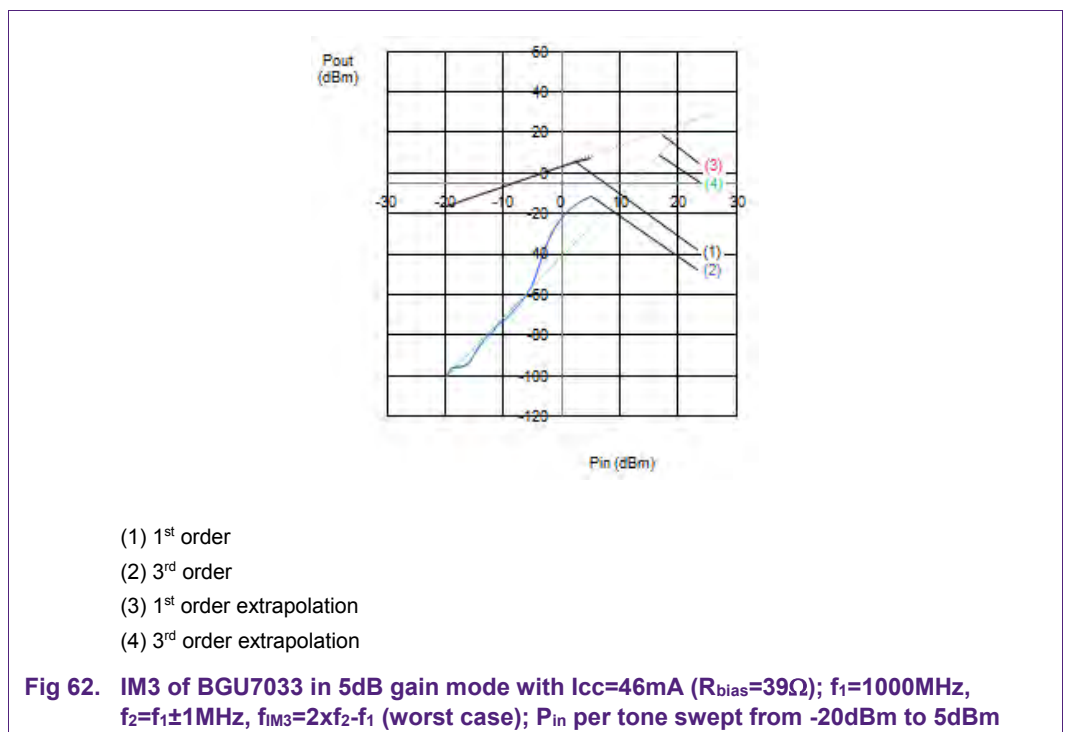 Pout
(dBm)
60
40
20
0
-30 -20 -10 0 10 20 30
-20
-40
-60
-80
-100
-120
(3)
(4)
(1)
(2)
Pin (dBm)
(1) 1st order
(2) 3rd order
(3) 1st order extrapolation
(4) 3rd order extrapolation
Fig 62. IM3 of BGU7033 in 5dB gain mode with Icc=46mA (Rbias=39Ω); f1=1000MHz,
f2=f1±1MHz, fIM3=2xf2-f1 (worst case); Pin per tone swept from -20dBm to 5dBm